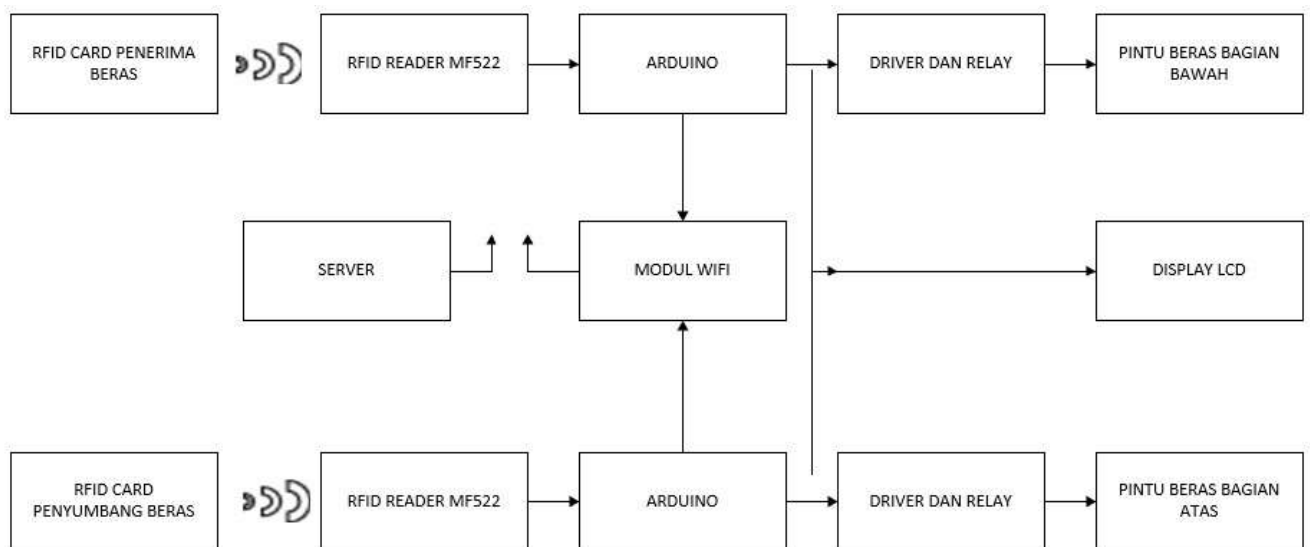 RFID CARD PENERIMA
BERAS
RFID READER MF522
ARDUINO
DRIVER DAN RELAY
PINTU BERAS BAGIAN
BAWAH
SERVER
MODUL WIFI
DISPLAY LCD
RFID CARD
PENYUMBANG BERAS
RFID READER MF522
ARDUINO
DRIVER DAN RELAY
PINTU BERAS BAGIAN
ATAS